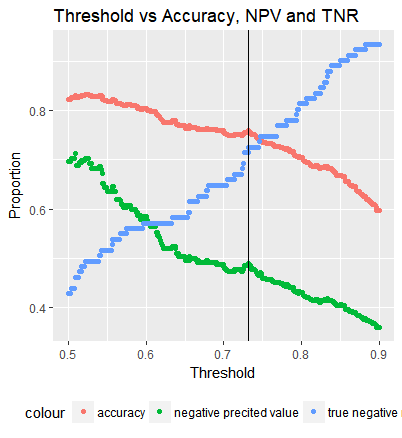 Threshold vs Accuracy, NPV and TNR
Proportion
0.8
0.6
0.4
0.5 0.6 0.7 0.8 0.9
Threshold
colour accuracy negative precited value true negative